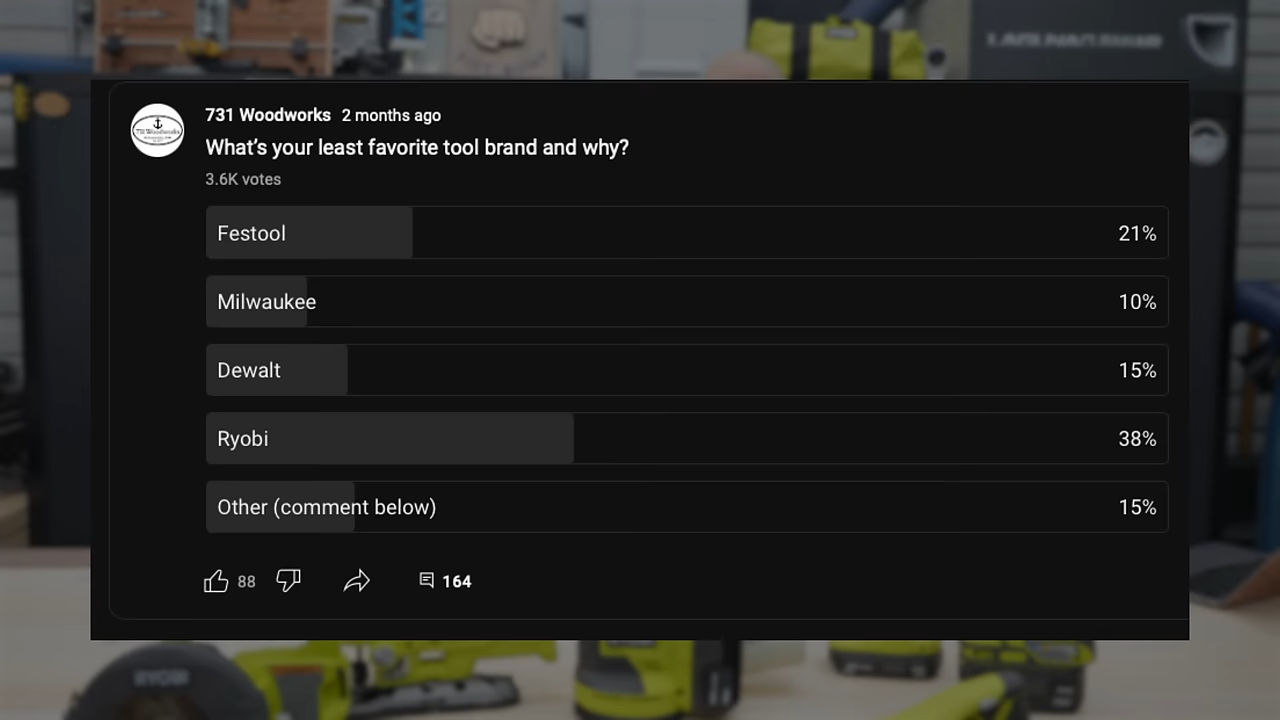 731 Woodworks 2 months ago
What's your least favorite tool brand and why?
3.6K votes
Festool 21%
Milwaukee 10%
Dewalt 15%
Ryobi 38%
Other (comment below) 15%
88 164
RYOBI